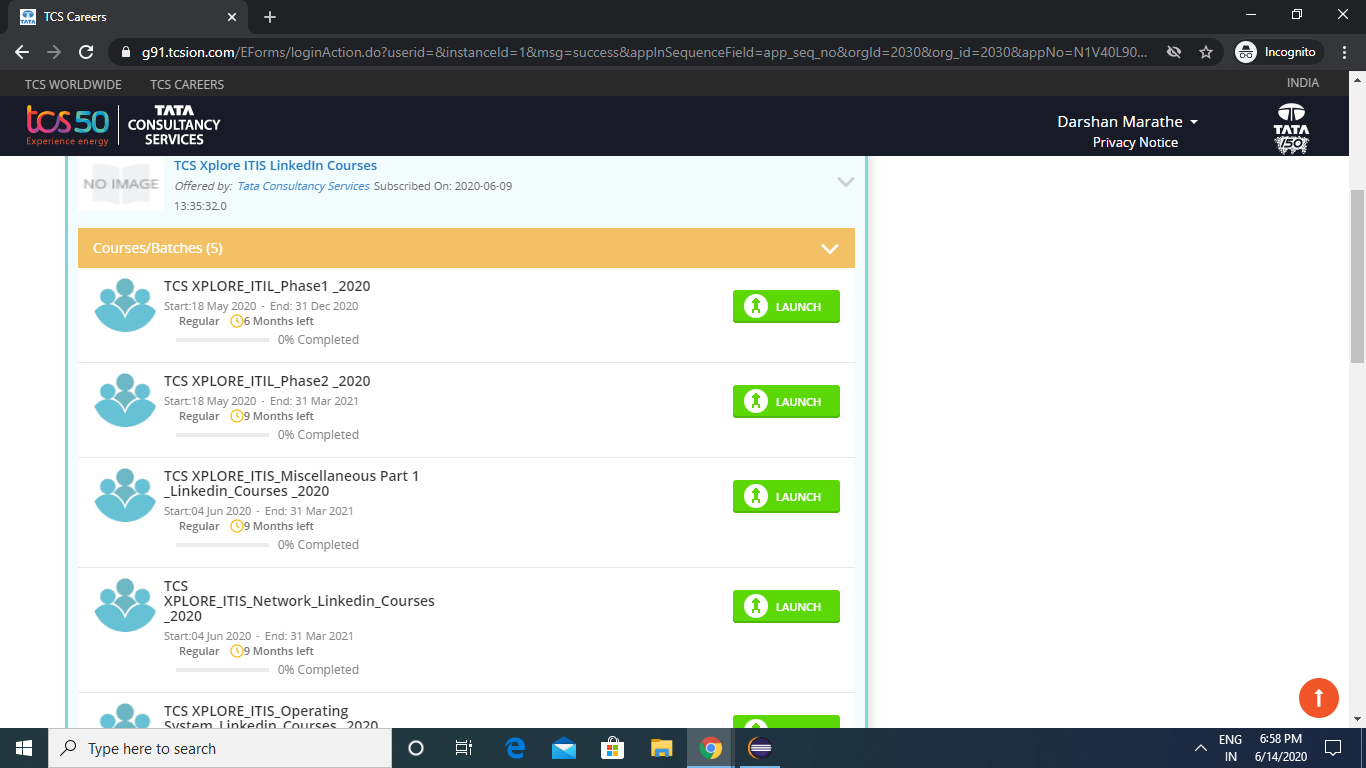 TCS Careers
g91.tcsion.com/EForms/loginAction.do?userid=&instanceId=1&msg=success&appInSequenceField=app_seq_no&orgId=2030&org_id=2030&appNo=N1V40L90...
Incognito
TCS WORLDWIDE
TCS CAREERS
INDIA
tcs 50
Experience energy
TATA
CONSULTANCY
SERVICES
Darshan Marathe
Privacy Notice
TATA
150
NO IMAGE
TCS Xplore ITIS LinkedIn Courses
Offered by: Tata Consultancy Services Subscribed On: 2020-06-09
13:35:32.0
Courses/Batches (5)
TCS XPLORE_ITIL_Phase1 _2020
Start:18 May 2020 - End: 31 Dec 2020
Regular 6 Months left
0% Completed
LAUNCH
TCS XPLORE_ITIL_Phase2 _2020
Start:18 May 2020 - End: 31 Mar 2021
Regular 9 Months left
0% Completed
LAUNCH
TCS XPLORE_ITIS_Miscellaneous Part 1
_Linkedin_Courses _2020
Start:04 Jun 2020 - End: 31 Mar 2021
Regular 9 Months left
0% Completed
LAUNCH
TCS
XPLORE_ITIS_Network_Linkedin_Courses
_2020
Start:04 Jun 2020 - End: 31 Mar 2021
Regular 9 Months left
0% Completed
LAUNCH
TCS XPLORE_ITIS_Operating
System_Linkedin_Courses _2020
Type here to search
ENG
IN
6:58 PM
6/14/2020